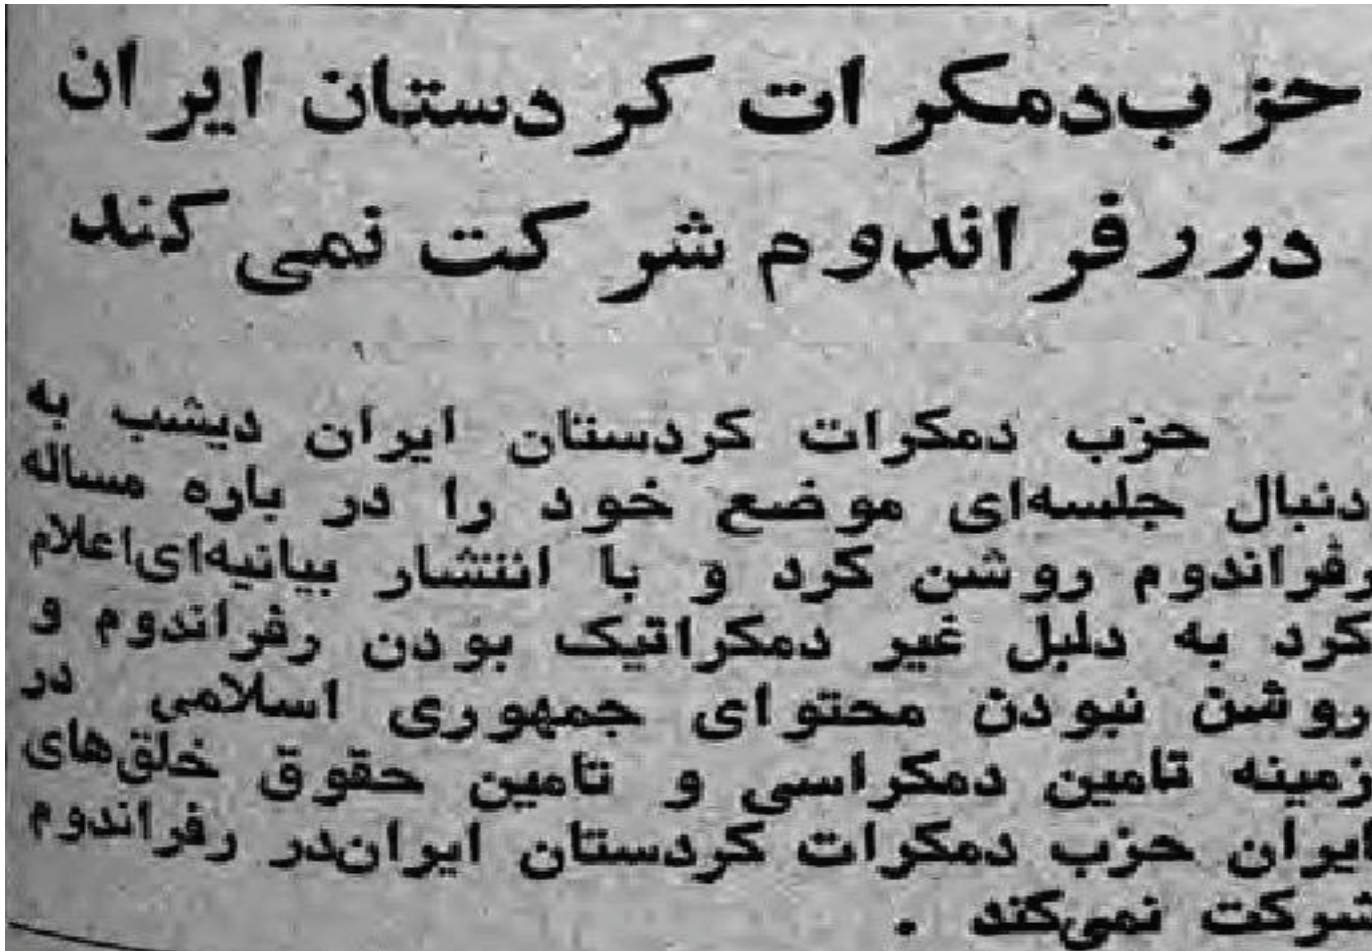 حزب دمکرات کردستان ایران
در رفراندوم شرکت نمی‌کند
حزب دمکرات کردستان ایران دیشب به
دنبال جلسه‌ای موضع خود را در باره مساله
رفراندوم روشن کرد و با انتشار بیانیه‌ای اعلام
کرد به دلیل غیر دمکراتیک بودن رفراندوم و
روشن نبودن محتوای جمهوری اسلامی در
زمینه تامین دمکراسی و تامین حقوق خلق‌های
ایران حزب دمکرات کردستان ایران در رفراندوم
شرکت نمی‌کند .